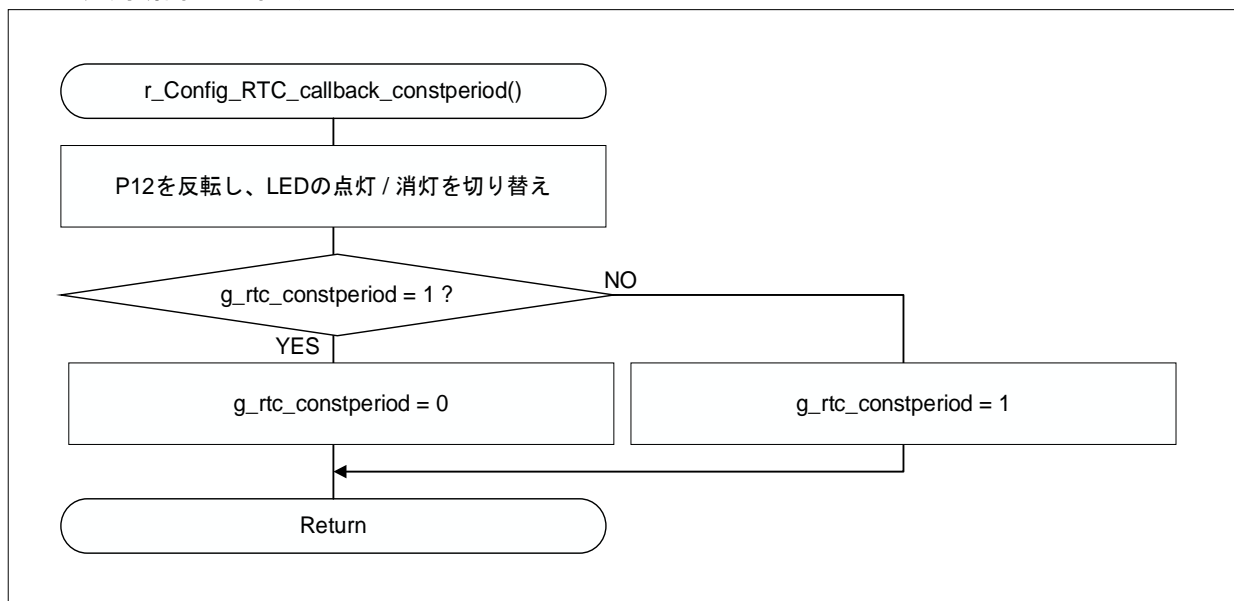 r_Config_RTC_callback_constperiod()
P12を反転し、LEDの点灯 / 消灯を切り替え
g_rtc_constperiod = 1 ?
NO
YES
g_rtc_constperiod = 0
g_rtc_constperiod = 1
Return